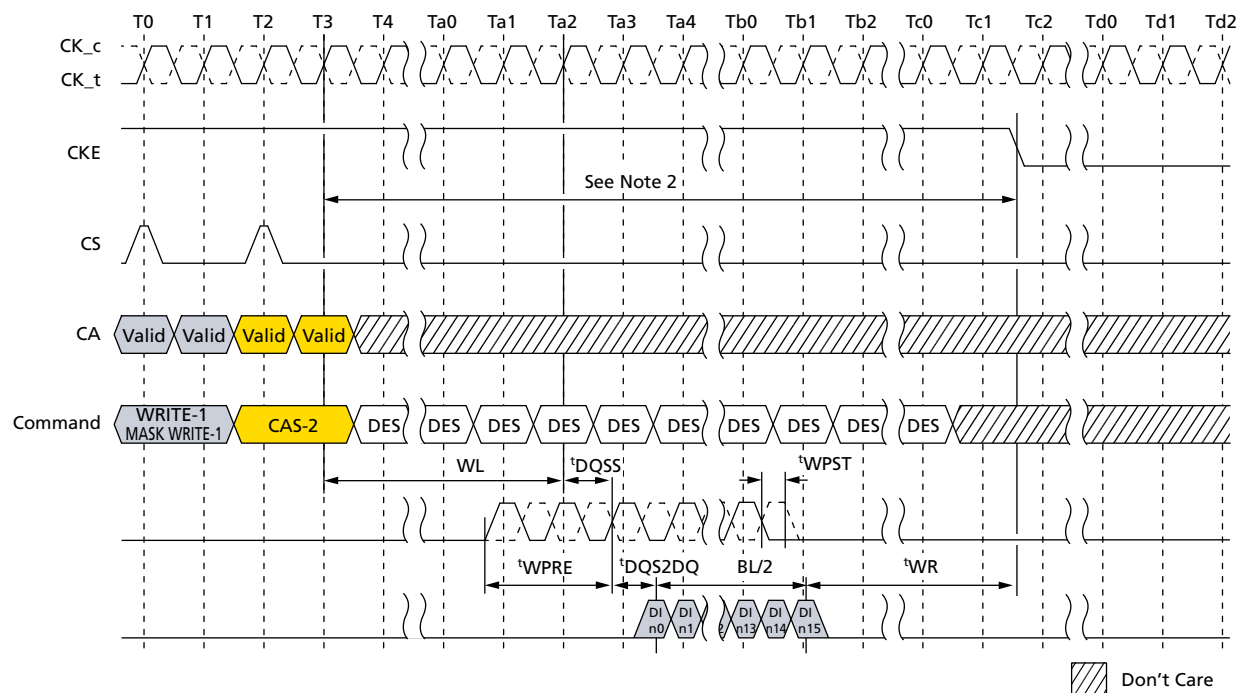 T0 T1 T2 T3 T4 Ta0 Ta1 Ta2 Ta3 Ta4 Tb0 Tb1 Tb2 Tc0 Tc1 Tc2 Td0 Td1 Td2
CK_c
CK_t
CKE
See Note 2
CS
CA Valid Valid Valid Valid
Command WRITE-1 MASK WRITE-1 CAS-2 DES DES DES DES DES DES DES DES DES DES
WL tDQSS tWPST
tWPRE tDQS2DQ BL/2 tWR
DI n0 DI n1 2 DI n13 DI n14 DI n15
Don't Care